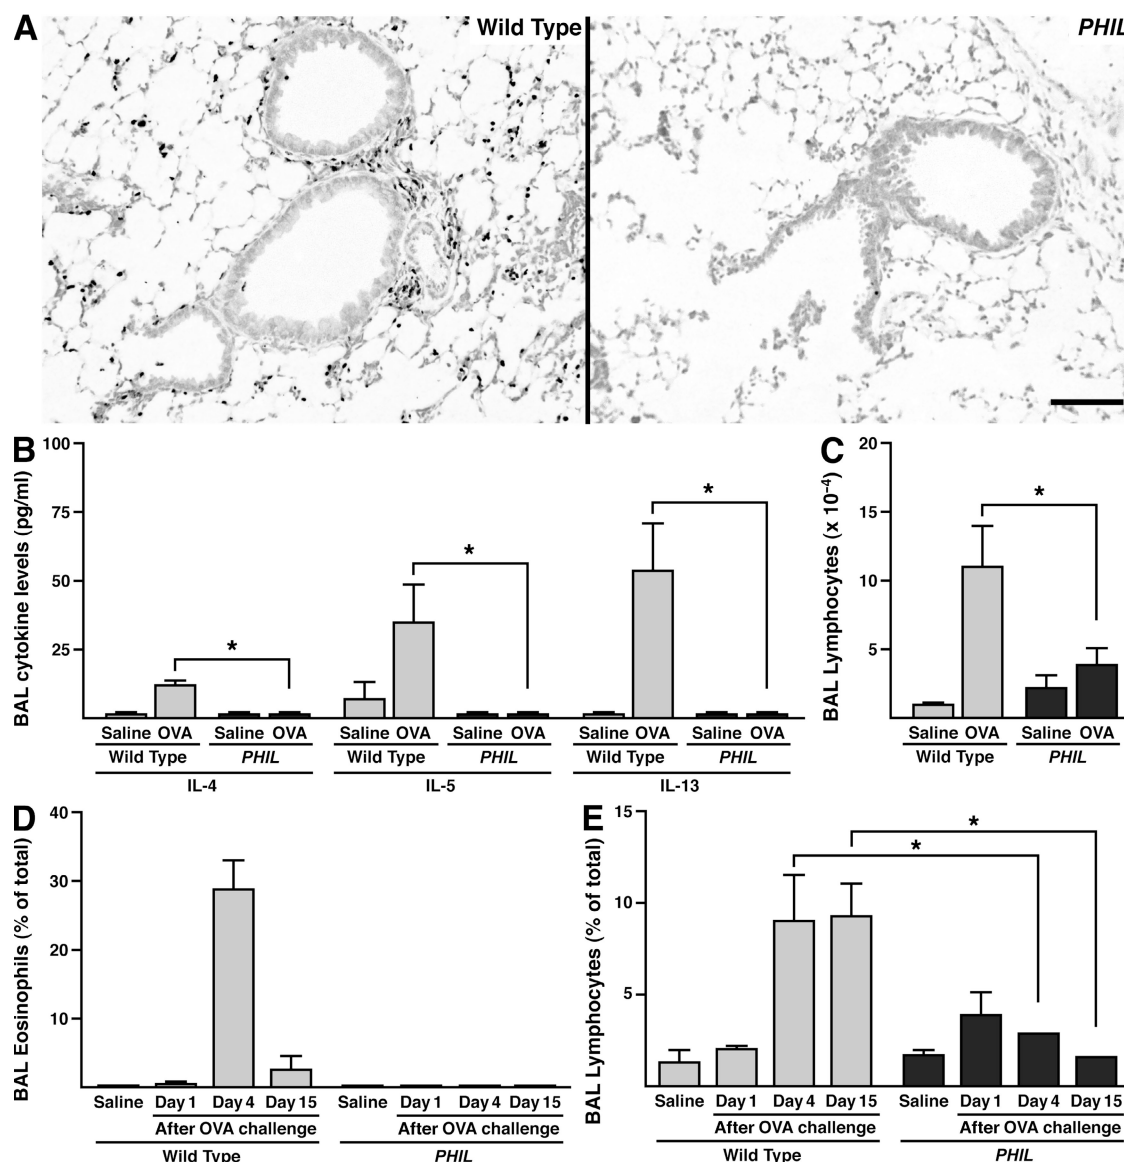 A
Wild Type
PHIL
B
BAL cytokine levels (pg/ml)
100
75
50
25
*
*
*
Saline OVA Saline OVA Saline OVA Saline OVA Saline OVA Saline OVA
Wild Type PHIL Wild Type PHIL Wild Type PHIL
IL-4 IL-5 IL-13
C
BAL Lymphocytes (x 10⁻⁴)
20
15
10
5
*
Saline OVA Saline OVA
Wild Type PHIL
D
BAL Eosinophils (% of total)
40
30
20
10
Saline Day 1 Day 4 Day 15 Saline Day 1 Day 4 Day 15
After OVA challenge After OVA challenge
Wild Type PHIL
E
BAL Lymphocytes (% of total)
15
10
5
*
*
Saline Day 1 Day 4 Day 15 Saline Day 1 Day 4 Day 15
After OVA challenge After OVA challenge
Wild Type PHIL